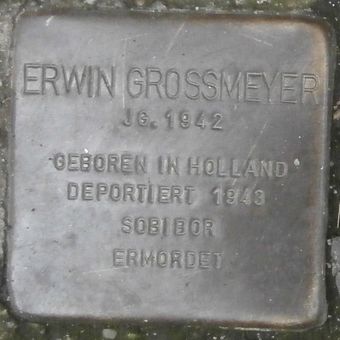 ERWIN GROSSMEYER
JG. 1942
GEBOREN IN HOLLAND
DEPORTIERT 1943
SOBIBOR
ERMORDET